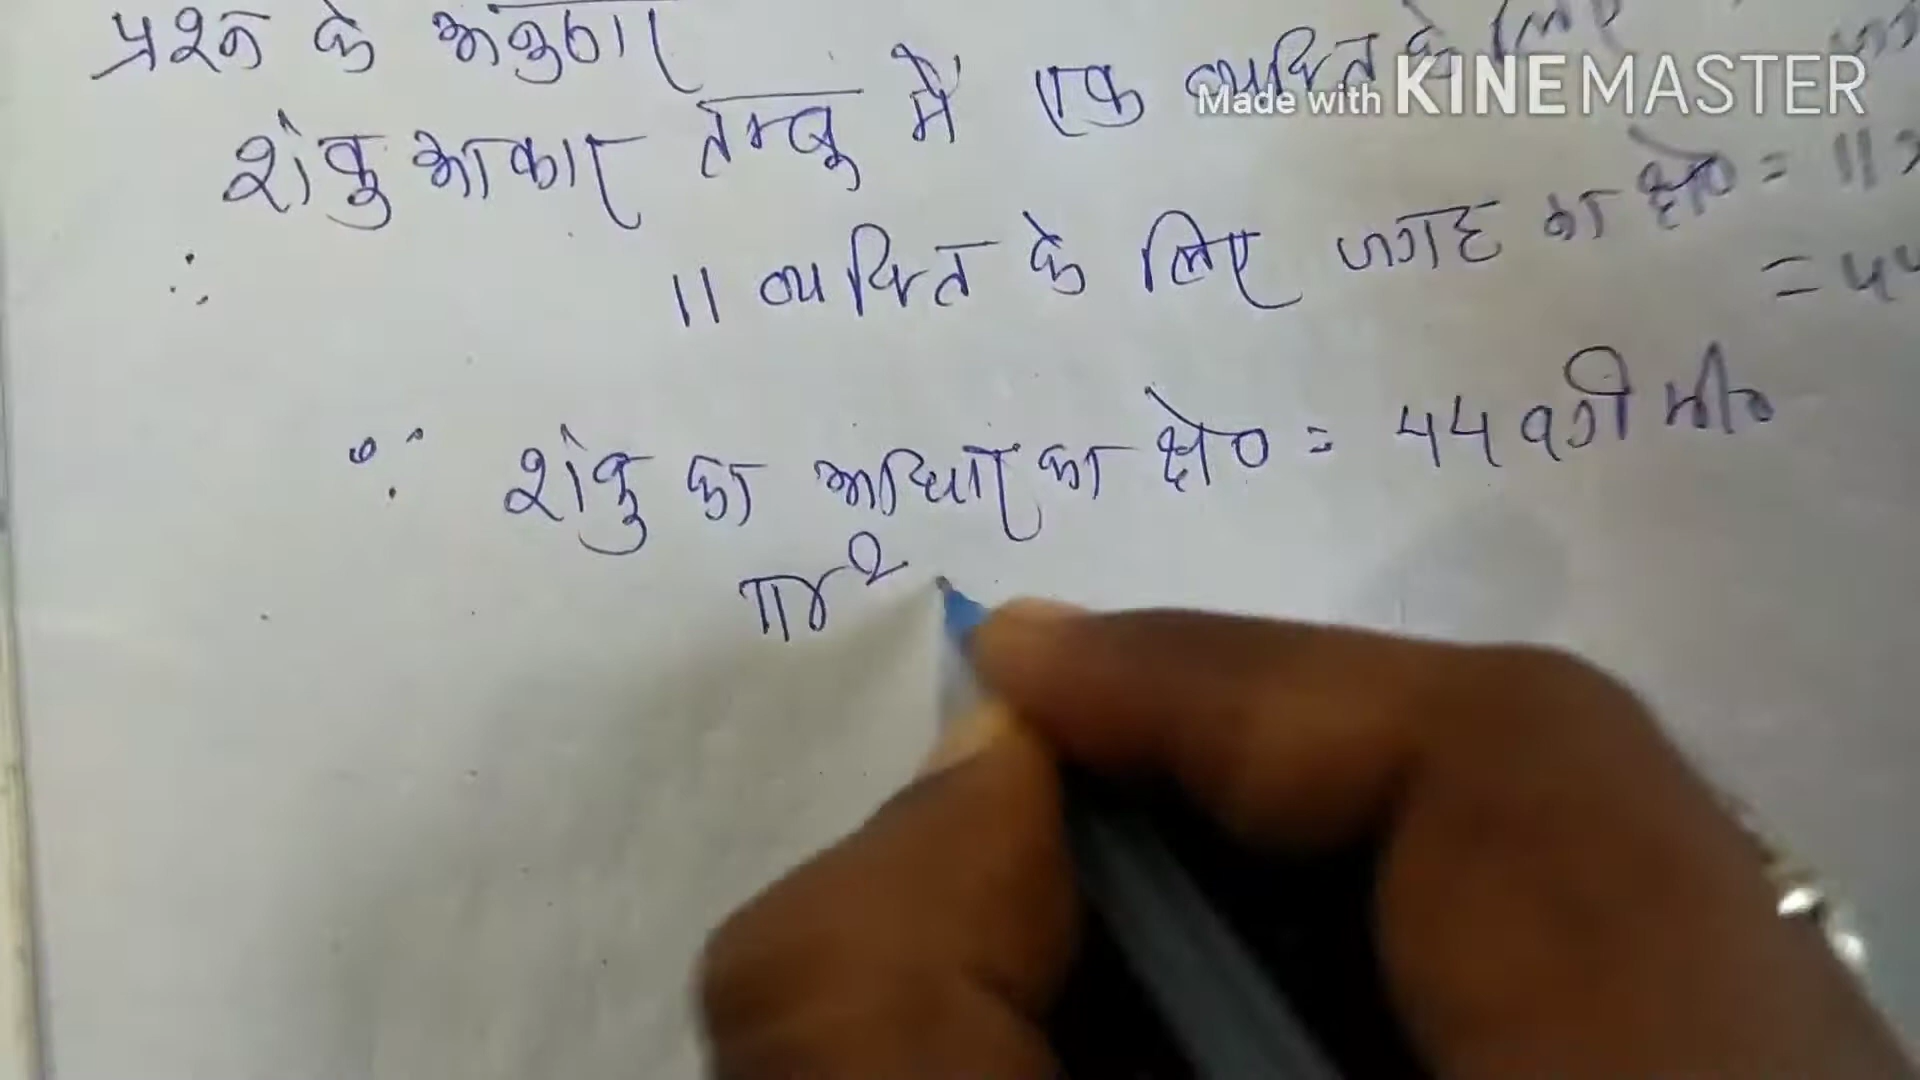 प्रश्न के अनुसार
शंकु आकार तम्बू में एक व्यक्ति के लिए
Made with KINEMASTER
∴ 11 व्यक्ति के लिए जगह का क्षे० = 11 ×
= 44
∵ शंकु का आधार का क्षे० = 44 वर्ग मी०
πr²